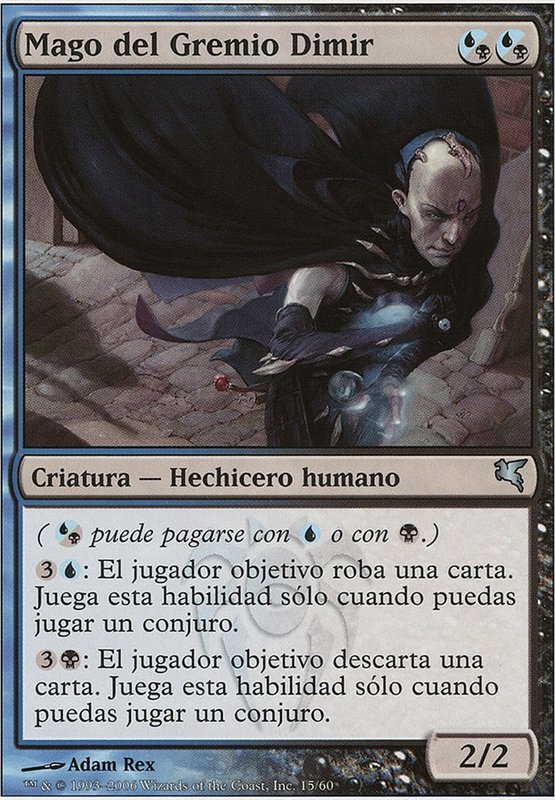 Mago del Gremio Dimir
Criatura — Hechicero humano
( puede pagarse con o con .)
3 : El jugador objetivo roba una carta.
Juega esta habilidad sólo cuando puedas
jugar un conjuro.
3 : El jugador objetivo descarta una
carta. Juega esta habilidad sólo cuando
puedas jugar un conjuro.
2/2
Adam Rex
™ & © 1993–2006 Wizards of the Coast, Inc. 15/60